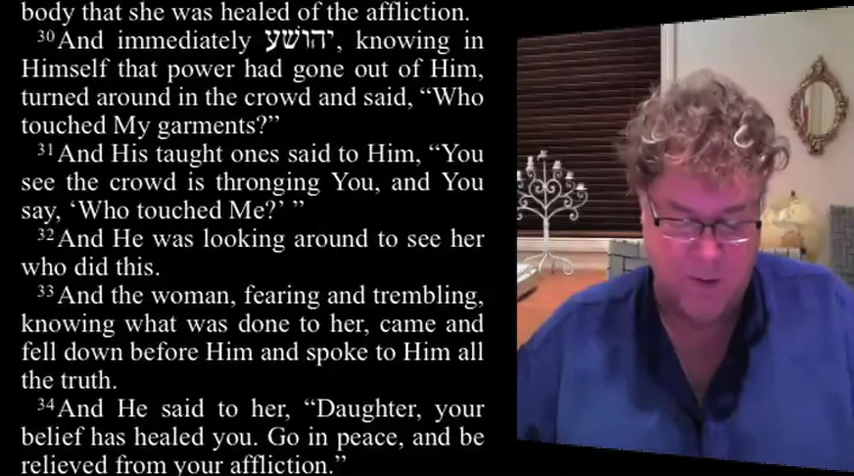 body that she was healed of the affliction.
30And immediately יהושע, knowing in
Himself that power had gone out of Him,
turned around in the crowd and said, “Who
touched My garments?”
31And His taught ones said to Him, “You
see the crowd is thronging You, and You
say, ‘Who touched Me?’ ”
32And He was looking around to see her
who did this.
33And the woman, fearing and trembling,
knowing what was done to her, came and
fell down before Him and spoke to Him all
the truth.
34And He said to her, “Daughter, your
belief has healed you. Go in peace, and be
relieved from your affliction.”